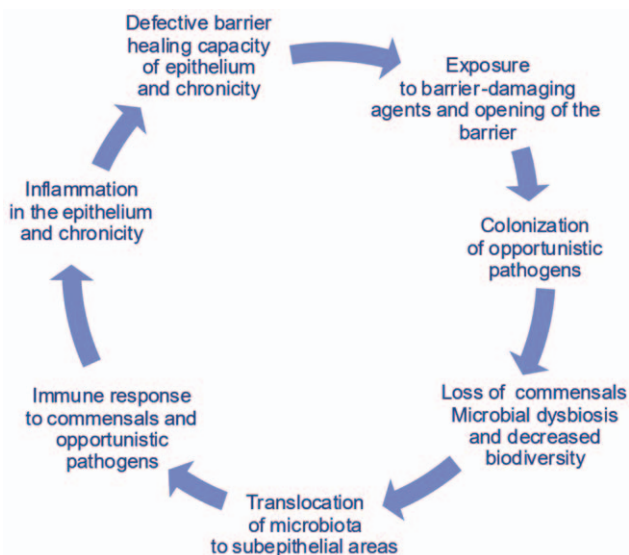 Defective barrier
healing capacity
of epithelium
and chronicity
Exposure
to barrier-damaging
agents and opening of the
barrier
Colonization
of opportunistic
pathogens
Loss of commensals
Microbial dysbiosis
and decreased
biodiversity
Translocation
of microbiota
to subepithelial areas
Immune response
to commensals and
opportunistic
pathogens
Inflammation
in the epithelium
and chronicity